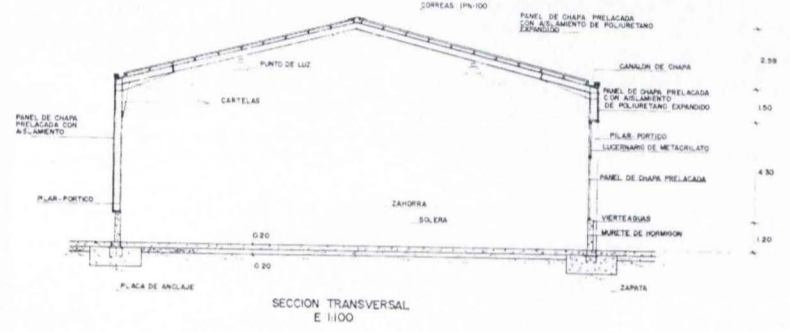 CORREAS IPN-100
PANEL DE CHAPA PRELACADA
CON AISLAMIENTO DE POLIURETANO
EXPANDIDO
2.59
PUNTO DE LUZ
CANALON DE CHAPA
CARTELAS
PANEL DE CHAPA PRELACADA
CON AISLAMIENTO
DE POLIURETANO EXPANDIDO
1.50
PANEL DE CHAPA
PRELACADA CON
AISLAMIENTO
PILAR-PORTICO
LUCERNARIO DE METACRILATO
4.30
PANEL DE CHAPA PRELACADA
PILAR-PORTICO
ZAHORRA
SOLERA
VIERTEAGUAS
MURETE DE HORMIGON
1.20
0.20
0.20
PLACA DE ANCLAJE
ZAPATA
SECCION TRANSVERSAL
E 1:100